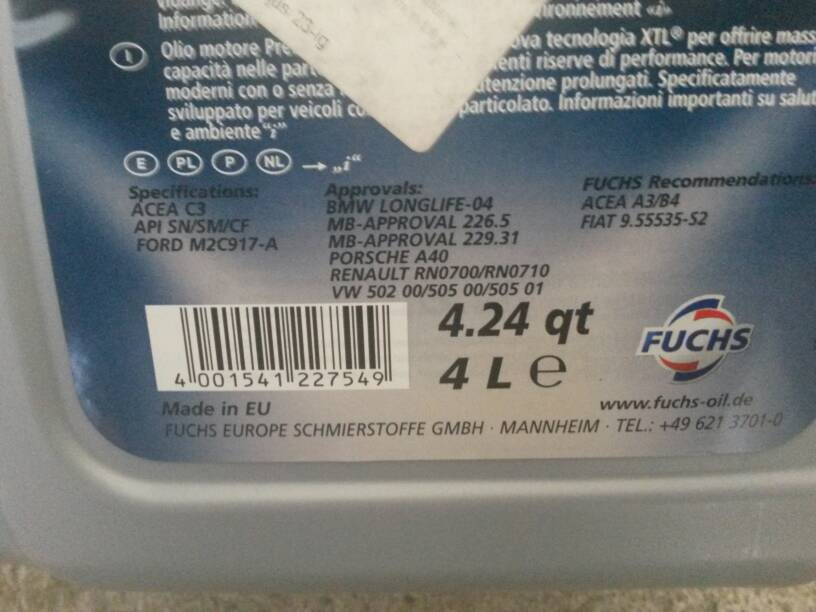 Information
ironnement «i»
Olio motore Pre
ova tecnologia XTL® per offrire mass
capacità nelle part
enti riserve di performance. Per motori
moderni con o senza
utenzione prolungati. Specificatamente
sviluppato per veicoli co
particolato. Informazioni importanti su salut
e ambiente "i"
E PL P NL → „i“
Specifications:
ACEA C3
API SN/SM/CF
FORD M2C917-A
Approvals:
BMW LONGLIFE-04
MB-APPROVAL 226.5
MB-APPROVAL 229.31
PORSCHE A40
RENAULT RN0700/RN0710
VW 502 00/505 00/505 01
FUCHS Recommendations:
ACEA A3/B4
FIAT 9.55535-S2
4 001541 227549
4.24 qt
4 L e
FUCHS
Made in EU
www.fuchs-oil.de
FUCHS EUROPE SCHMIERSTOFFE GMBH · MANNHEIM · TEL.: +49 621 3701-0